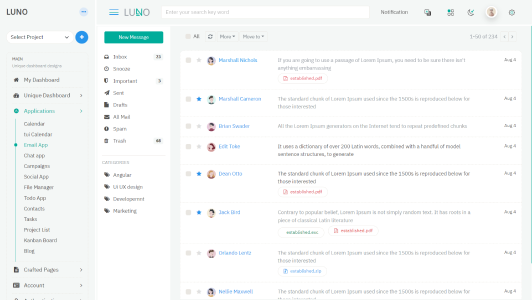 LUNO
LUNO
Enter your search key word
Notification
Select Project
MAIN
Unique dashboard designs
My Dashboard
Unique Dashboard
Applications
Calendar
tui Calendar
Email App
Chat app
Campaigns
Social App
File Manager
Todo App
Contacts
Tasks
Project List
Kanban Board
Blog
Crafted Pages
Account
New Message
Inbox
Snooze
Important 5
Sent
Drafts
All Mail
Spam
Trash
CATEGORIES
Angular
UI UX design
Development
Marketing
All
More
Move to
1-50 of 234
Marshall Nichols
If you are going to use a passage of Lorem Ipsum, you need to be sure there isn't
anything embarrassing
established.pdf
Aug 4
Marshall Cameron
The standard chunk of Lorem Ipsum used since the 1500s is reproduced below for
those interested
Aug 4
Brian Swader
All the Lorem Ipsum generators on the Internet tend to repeat predefined chunks
Aug 4
It uses a dictionary of over 200 Latin words, combined with a handful of model
sentence structures, to generate
Aug 4
Dean Otto
The standard chunk of Lorem Ipsum used since the 1500s is reproduced below for
those interested
established.pdf
Aug 4
Jack Bird
Contrary to popular belief, Lorem Ipsum is not simply random text. It has roots in a
piece of classical Latin literature
established.exc
established.pdf
Aug 4
Orlando Lentz
The standard chunk of Lorem Ipsum used since the 1500s is reproduced below for
those interested
established.zip
Aug 4
Nellie Maxwell
The standard chunk of Lorem Ipsum used since the 1500s is reproduced below for
Aug 4